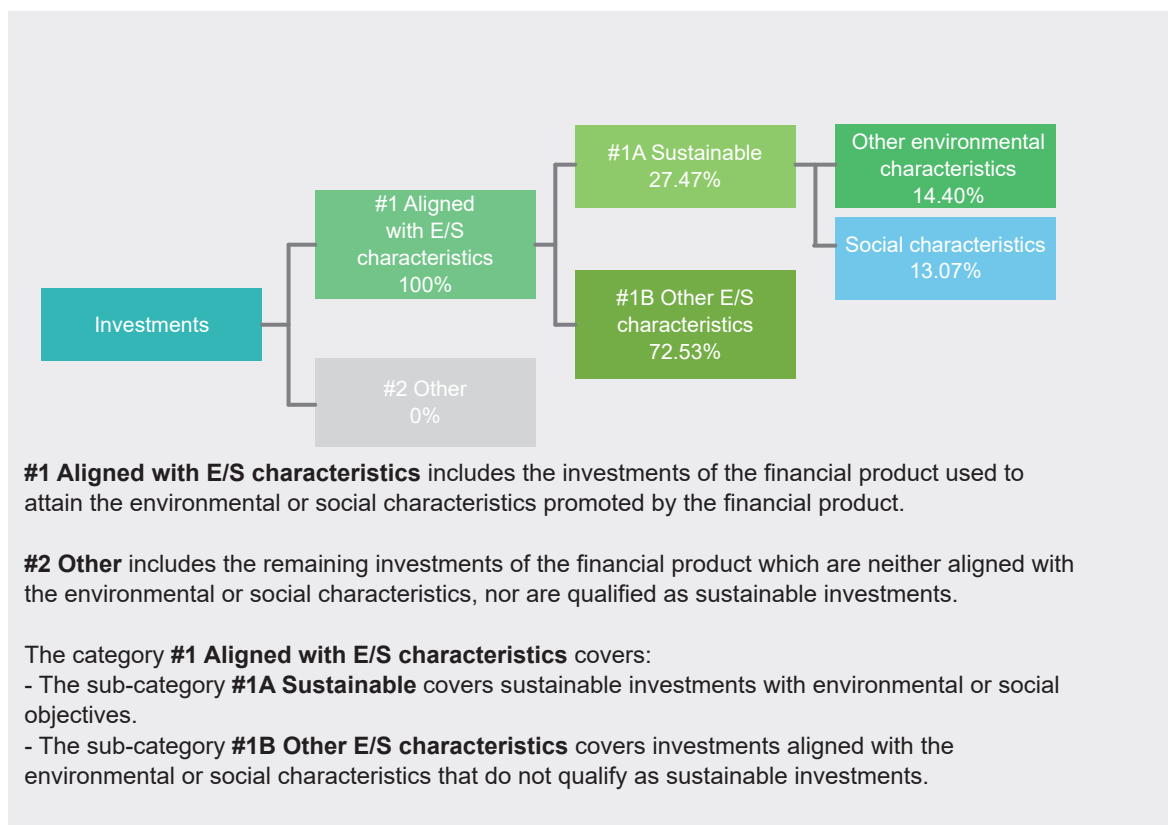 #1A Sustainable
27.47%
Other environmental
characteristics
14.40%
#1 Aligned
with E/S
characteristics
100%
Social characteristics
13.07%
Investments
#1B Other E/S
characteristics
72.53%
#2 Other
0%
#1 Aligned with E/S characteristics includes the investments of the financial product used to
attain the environmental or social characteristics promoted by the financial product.
#2 Other includes the remaining investments of the financial product which are neither aligned with
the environmental or social characteristics, nor are qualified as sustainable investments.
The category #1 Aligned with E/S characteristics covers:
- The sub-category #1A Sustainable covers sustainable investments with environmental or social
objectives.
- The sub-category #1B Other E/S characteristics covers investments aligned with the
environmental or social characteristics that do not qualify as sustainable investments.